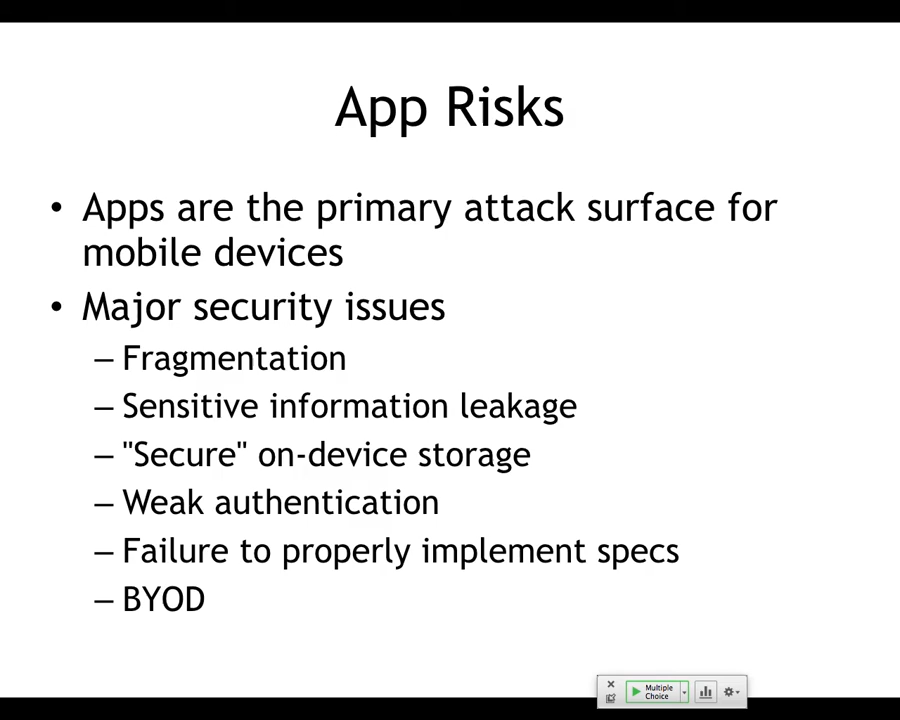 App Risks
• Apps are the primary attack surface for
mobile devices
• Major security issues
– Fragmentation
– Sensitive information leakage
– "Secure" on-device storage
– Weak authentication
– Failure to properly implement specs
– BYOD
Multiple
Choice